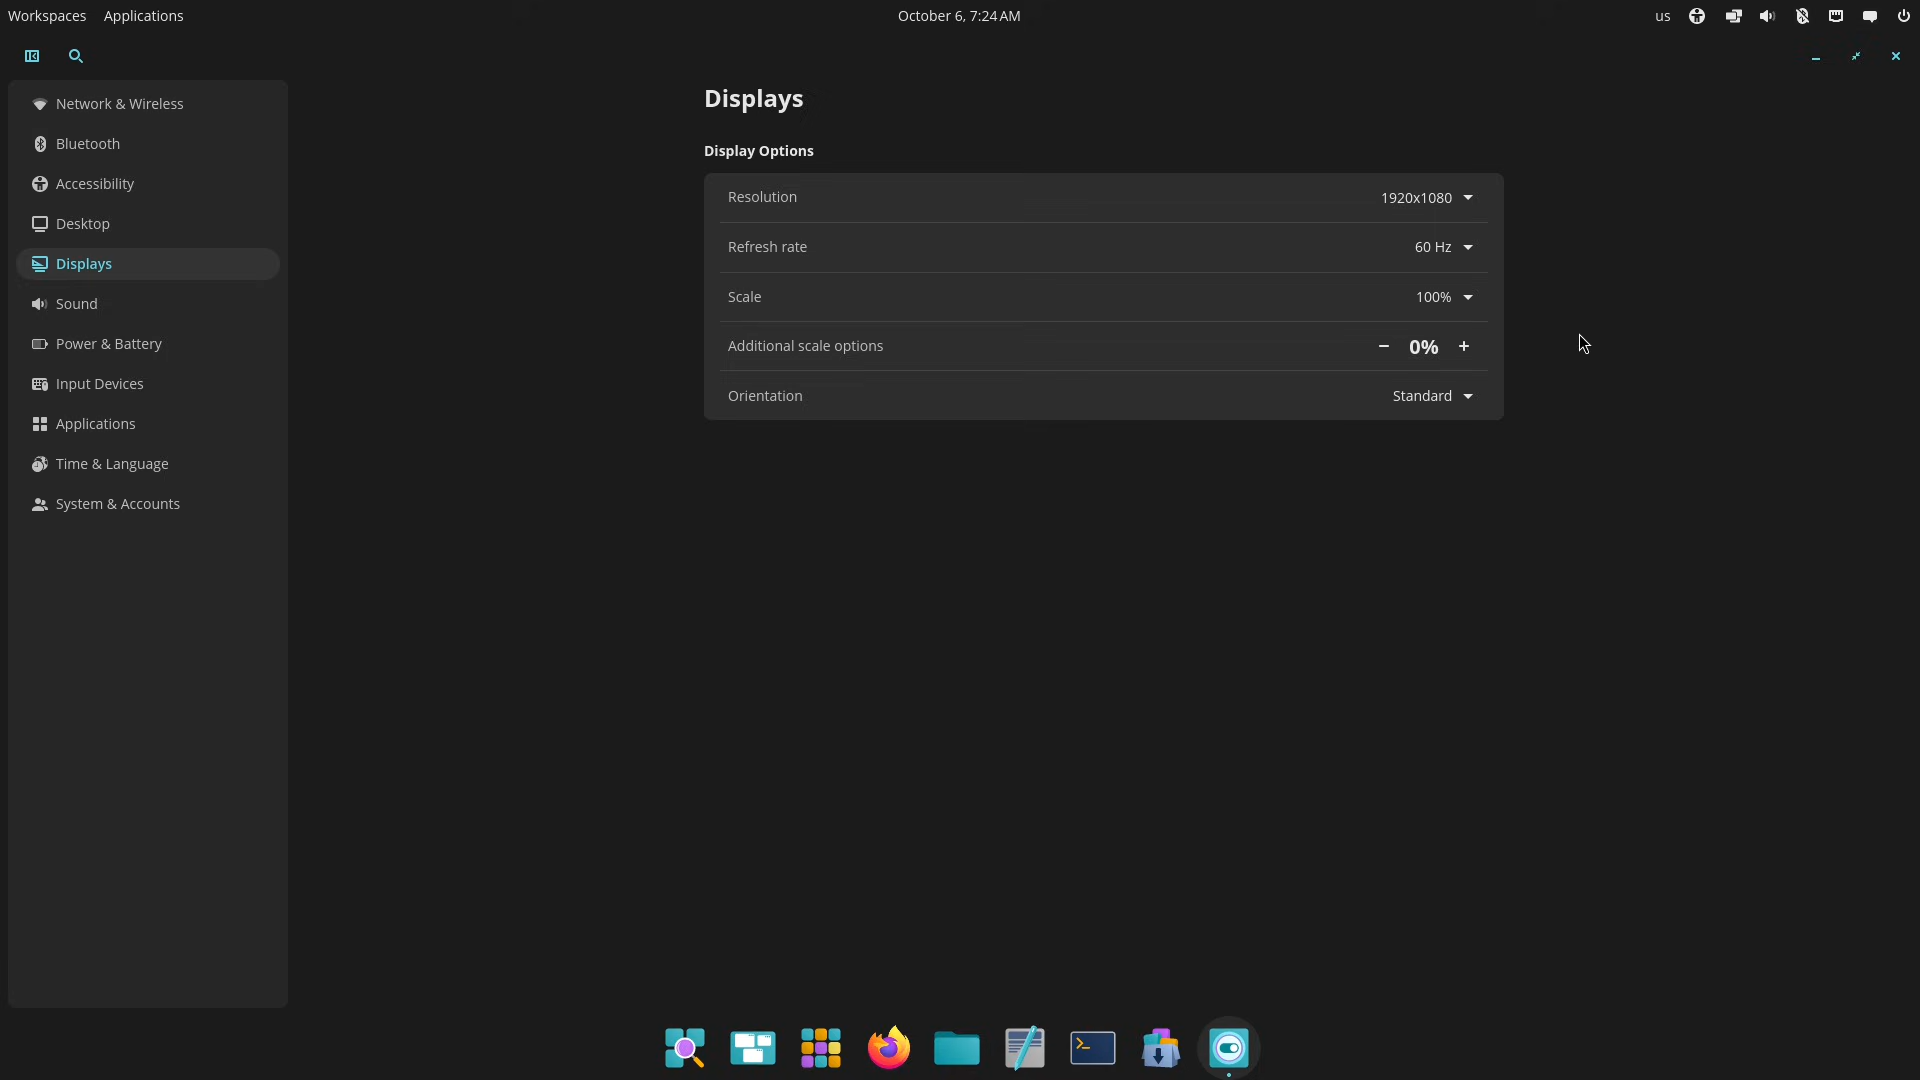 Workspaces Applications October 6, 7:24 AM us
Network & Wireless
Bluetooth
Accessibility
Desktop
Displays
Sound
Power & Battery
Input Devices
Applications
Time & Language
System & Accounts
Displays
Display Options
Resolution 1920x1080
Refresh rate 60 Hz
Scale 100%
Additional scale options − 0% +
Orientation Standard